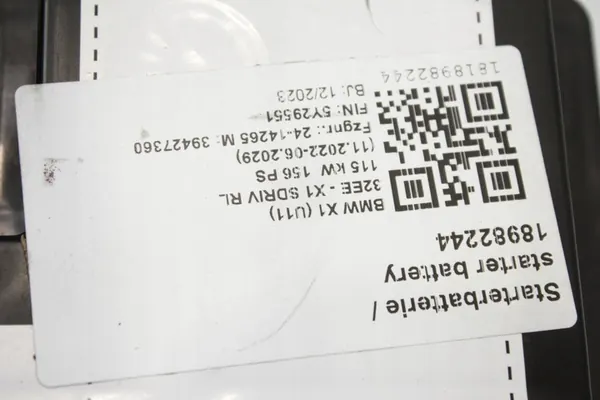 Starterbatterie /
starter battery
18982244
BMW X1 (U11)
32EE - X1 SDRIV RL
115 kW 156 PS
(11.2022-06.2029)
Fzgnr.: 24-14265 M: 39427360
FIN: 5Y29551
BJ: 12/2023
1818982244